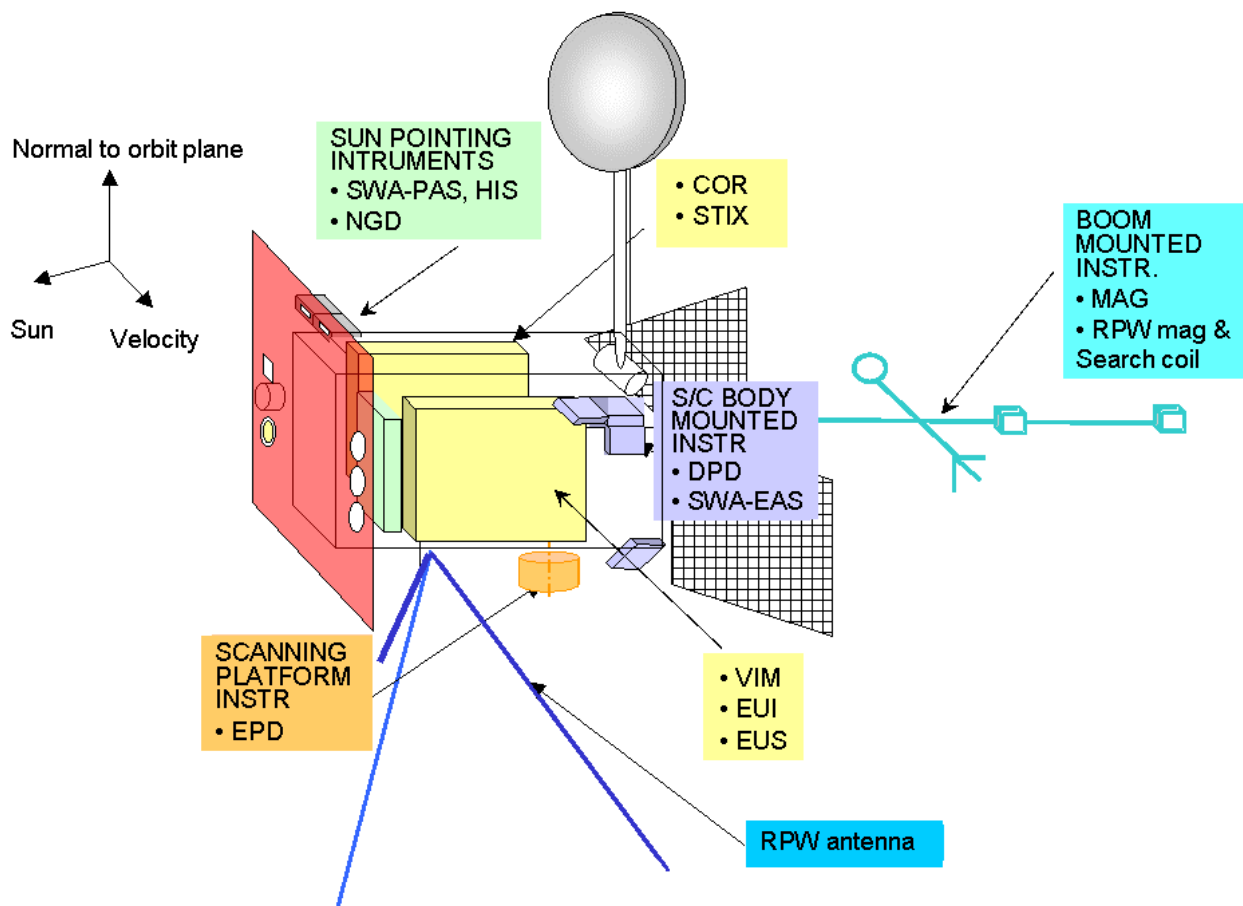 Normal to orbit plane
Sun
Velocity
SUN POINTING
INTRUMENTS
• SWA-PAS, HIS
• NGD
• COR
• STIX
BOOM
MOUNTED
INSTR.
• MAG
• RPW mag &
Search coil
S/C BODY
MOUNTED
INSTR
• DPD
• SWA-EAS
SCANNING
PLATFORM
INSTR
• EPD
• VIM
• EUI
• EUS
RPW antenna